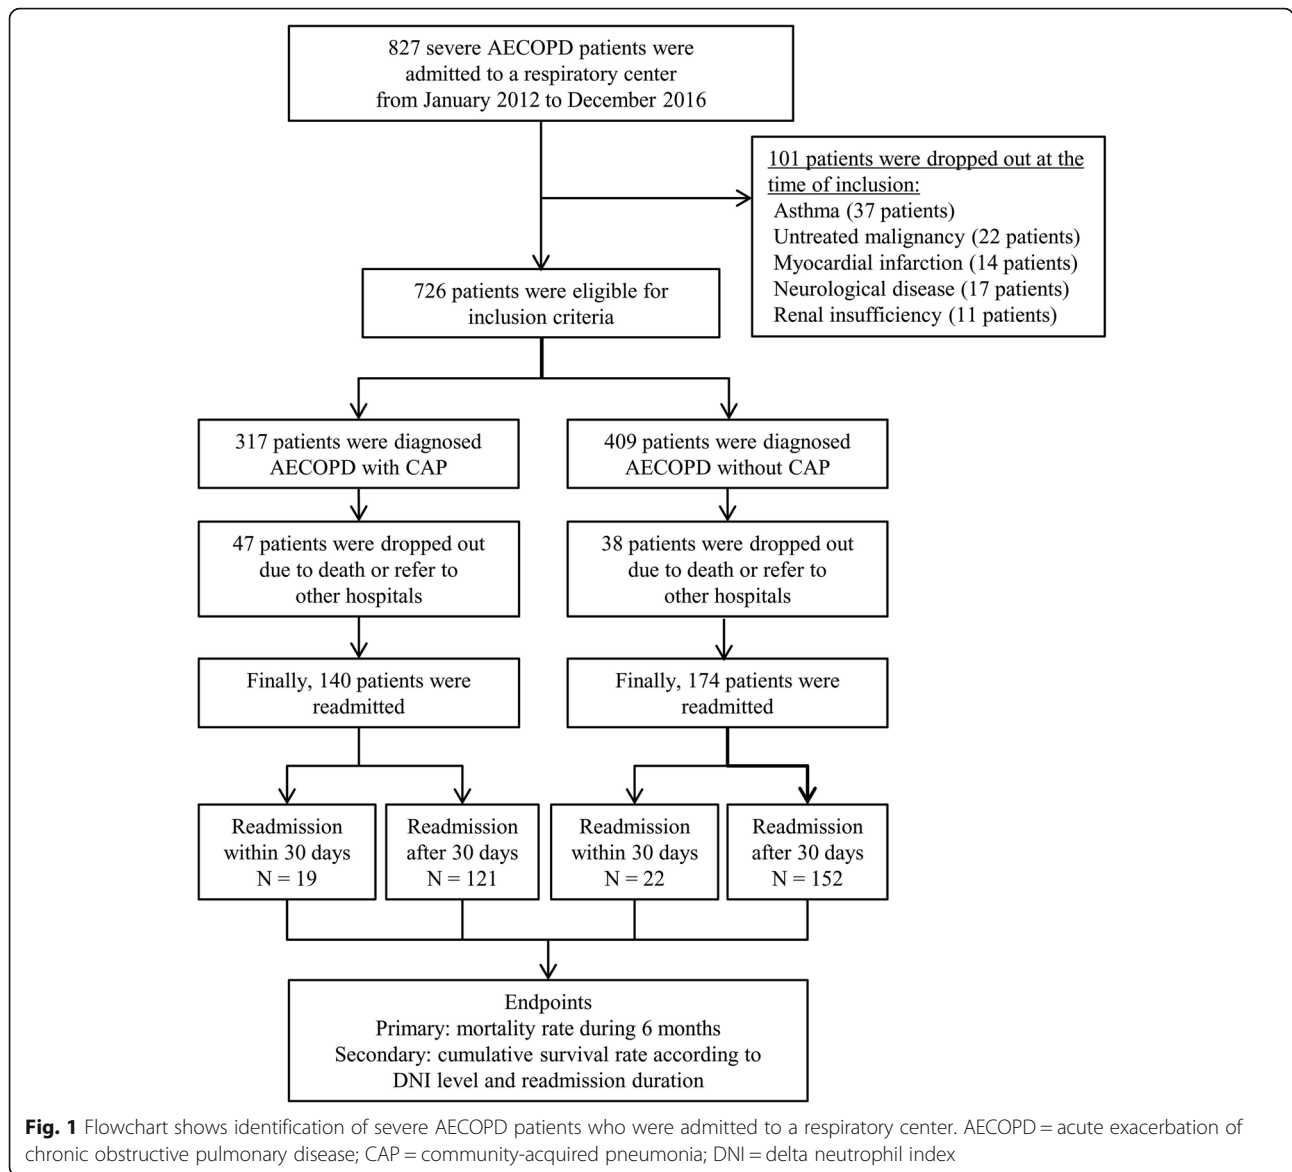 827 severe AECOPD patients were
admitted to a respiratory center
from January 2012 to December 2016
101 patients were dropped out at the
time of inclusion:
Asthma (37 patients)
Untreated malignancy (22 patients)
Myocardial infarction (14 patients)
Neurological disease (17 patients)
Renal insufficiency (11 patients)
726 patients were eligible for
inclusion criteria
317 patients were diagnosed
AECOPD with CAP
409 patients were diagnosed
AECOPD without CAP
47 patients were dropped out
due to death or refer to
other hospitals
38 patients were dropped out
due to death or refer to
other hospitals
Finally, 140 patients were
readmitted
Finally, 174 patients were
readmitted
Readmission
within 30 days
N = 19
Readmission
after 30 days
N = 121
Readmission
within 30 days
N = 22
Readmission
after 30 days
N = 152
Endpoints
Primary: mortality rate during 6 months
Secondary: cumulative survival rate according to
DNI level and readmission duration
Fig. 1 Flowchart shows identification of severe AECOPD patients who were admitted to a respiratory center. AECOPD = acute exacerbation of
chronic obstructive pulmonary disease; CAP = community-acquired pneumonia; DNI = delta neutrophil index